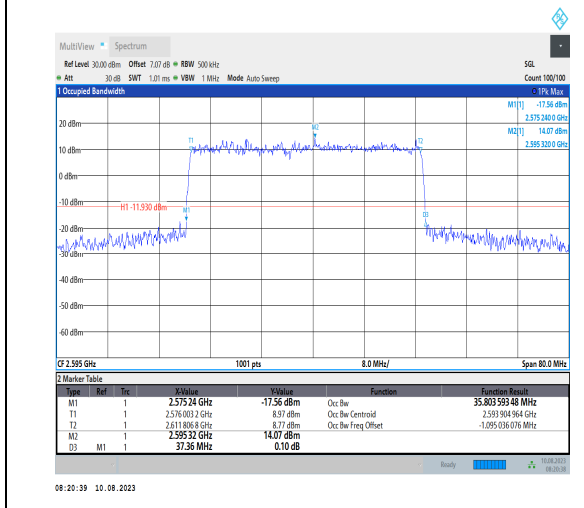 MultiView Spectrum
Ref Level 30.00 dBm Offset 7.07 dB RBW 500 kHz SGL
Att 30 dB SWT 1.01 ms VBW 1 MHz Mode Auto Sweep Count 100/100
1 Occupied Bandwidth 1Pk Max
M1[1] -17.56 dBm
2.575 240 0 GHz
M2[1] 14.07 dBm
2.595 320 0 GHz
20 dBm
M2
T1
T2
10 dBm
0 dBm
-10 dBm
H1 -11.930 dBm
M1
D3
-20 dBm
-30 dBm
-40 dBm
-50 dBm
-60 dBm
CF 2.595 GHz 1001 pts 8.0 MHz/ Span 80.0 MHz
2 Marker Table
Type Ref Trc X-Value Y-Value Function Function Result
M1 1 2.575 24 GHz -17.56 dBm Occ Bw 35.803 593 48 MHz
T1 1 2.576 003 2 GHz 8.97 dBm Occ Bw Centroid 2.593 904 964 GHz
T2 1 2.611 806 8 GHz 8.77 dBm Occ Bw Freq Offset -1.095 036 076 MHz
M2 1 2.595 32 GHz 14.07 dBm
D3 M1 1 37.36 MHz 0.10 dB
Ready 10.08.2023
08:20:38
08:20:39 10.08.2023